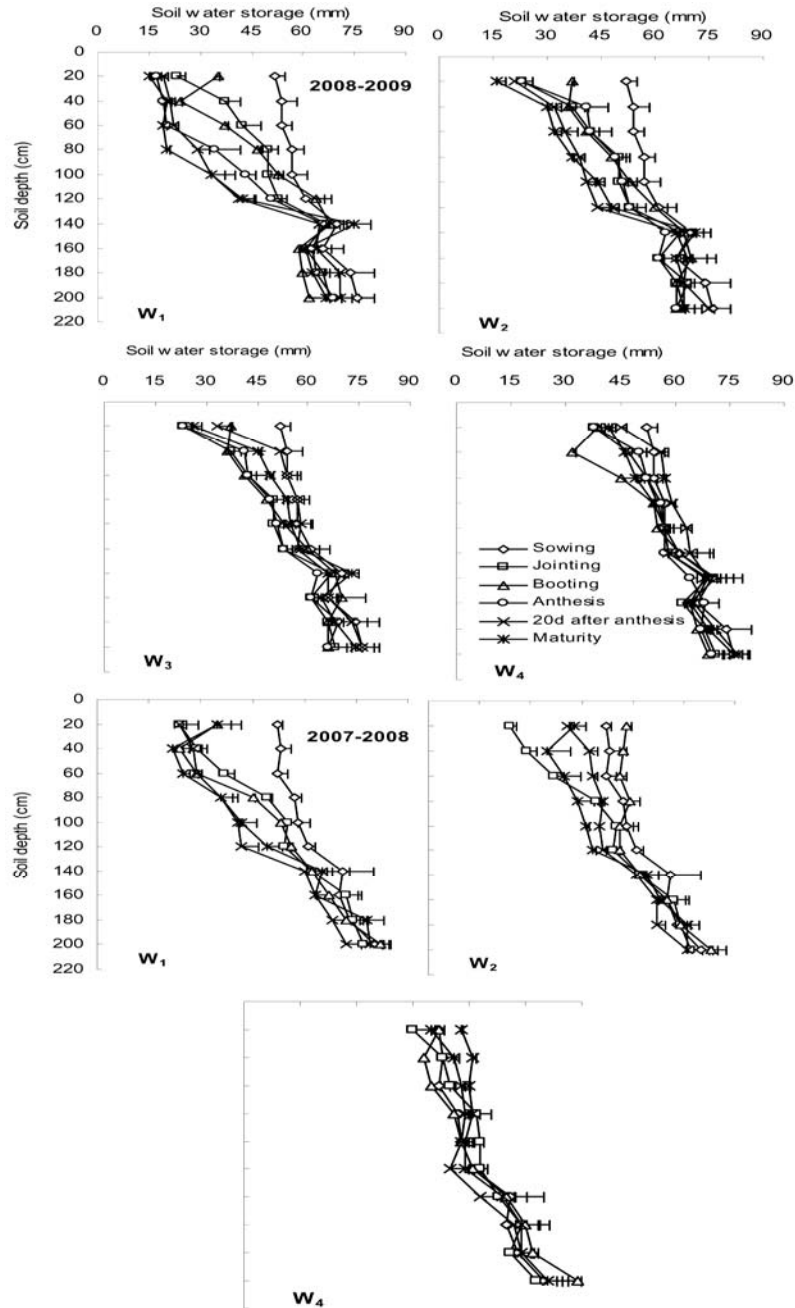 Soil water storage (mm)
0 15 30 45 60 75 90
0
20
40
60
80
100
120
140
160
180
200
220
Soil depth (cm)
2008-2009
W1
Soil water storage (mm)
0 15 30 45 60 75 90
W2
Soil water storage (mm)
0 15 30 45 60 75 90
W3
Soil water storage (mm)
0 15 30 45 60 75 90
Sowing
Jointing
Booting
Anthesis
20d after anthesis
Maturity
W4
0
20
40
60
80
100
120
140
160
180
200
220
Soil depth (cm)
2007-2008
W1
W2
W4